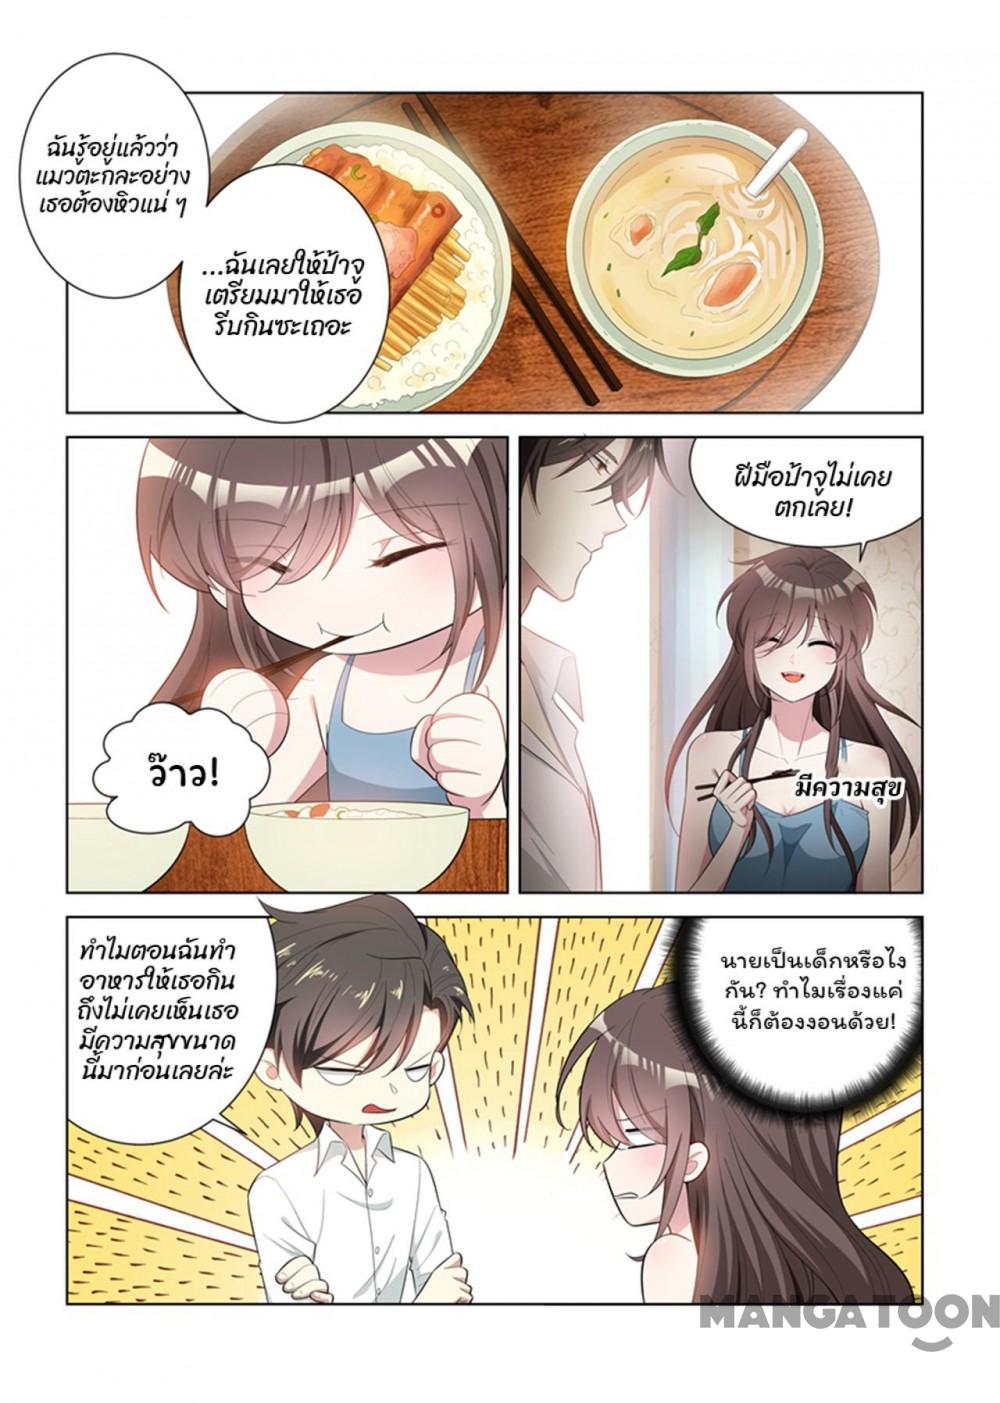 ฉันรู้อยู่แล้วว่า
แมวตะกละอย่าง
เธอต้องหิวแน่ ๆ
...ฉันเลยให้ป้าจู
เตรียมมาให้เธอ
รีบกินซะเถอะ
ว๊าว!
ฝีมือป้าจูไม่เคย
ตกเลย!
มีความสุข
ทำไมตอนฉันทำ
อาหารให้เธอกิน
ถึงไม่เคยเห็นเธอ
มีความสุขขนาด
นี้มาก่อนเลยล่ะ
นายเป็นเด็กหรือไง
กัน? ทำไมเรื่องแค่
นี้ก็ต้องงอนด้วย!
MANGATOON